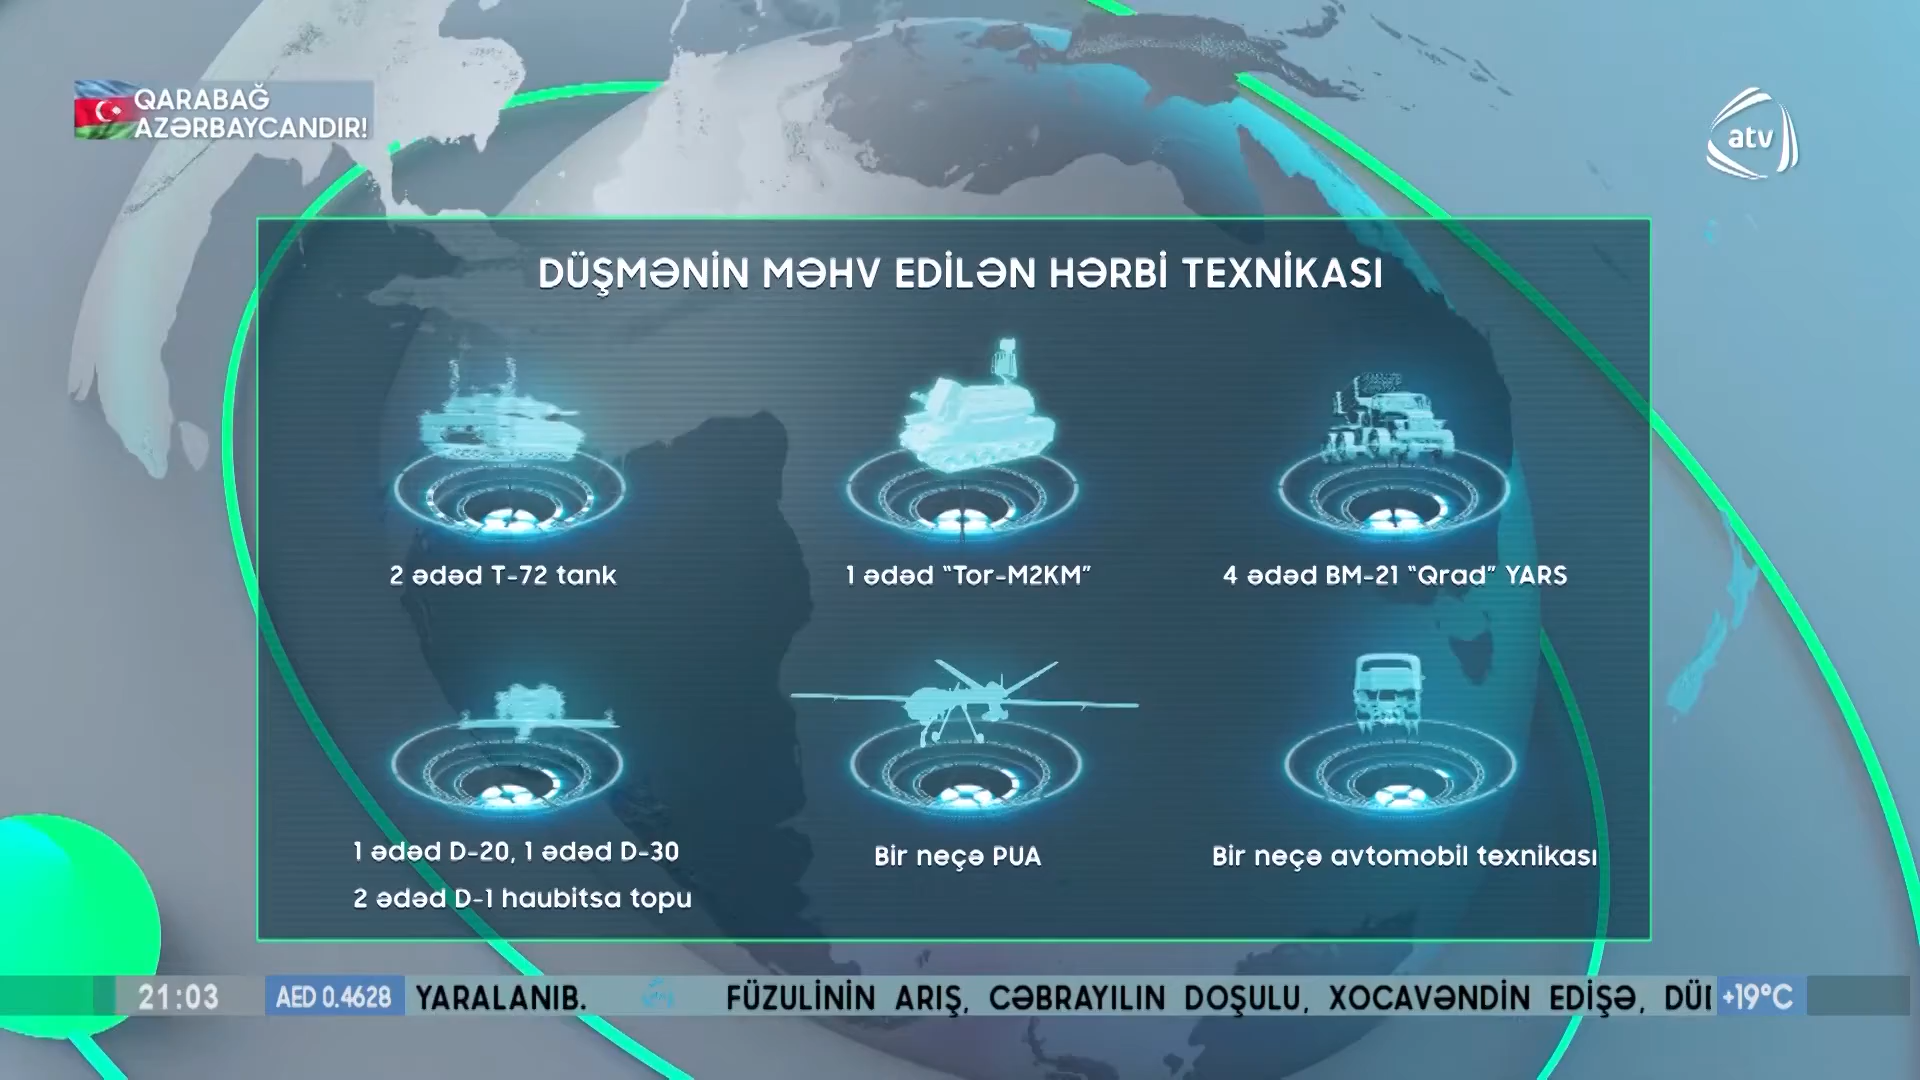 QARABAĞ
AZƏRBAYCANDIR!
atv
DÜŞMƏNİN MƏHV EDİLƏN HƏRBİ TEXNİKASI
2 ədəd T-72 tank
1 ədəd "Tor-M2KM"
4 ədəd BM-21 "Qrad" YARS
1 ədəd D-20, 1 ədəd D-30
2 ədəd D-1 haubitsa topu
Bir neçə PUA
Bir neçə avtomobil texnikası
21:03 AED 0.4628 YARALANIB. FÜZULİNİN ARIŞ, CƏBRAYILIN DOŞULU, XOCAVƏNDİN EDİŞƏ, +19°C